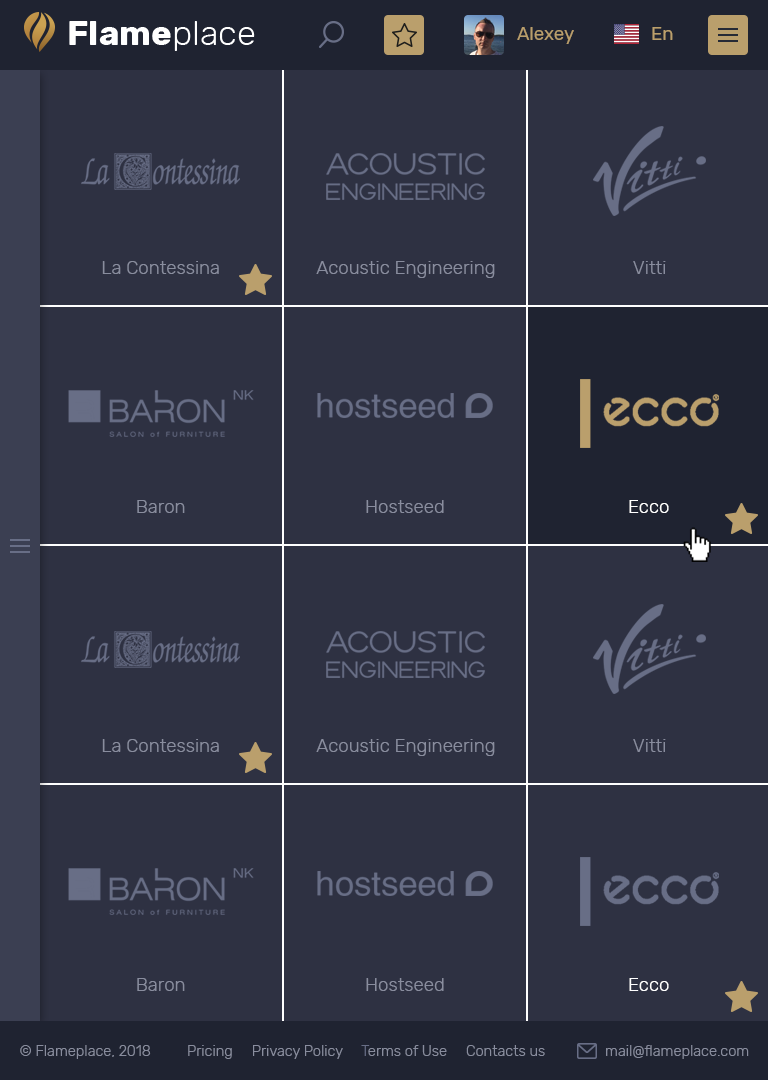 Flameplace
Alexey
En
La Contessina
ACOUSTIC
ENGINEERING
Vitti
La Contessina
Acoustic Engineering
Vitti
BARON NK
SALON of FURNITURE
hostseed
ecco®
Baron
Hostseed
Ecco
La Contessina
ACOUSTIC
ENGINEERING
Vitti
La Contessina
Acoustic Engineering
Vitti
BARON NK
SALON of FURNITURE
hostseed
ecco®
Baron
Hostseed
Ecco
© Flameplace, 2018 Pricing Privacy Policy Terms of Use Contacts us mail@flameplace.com